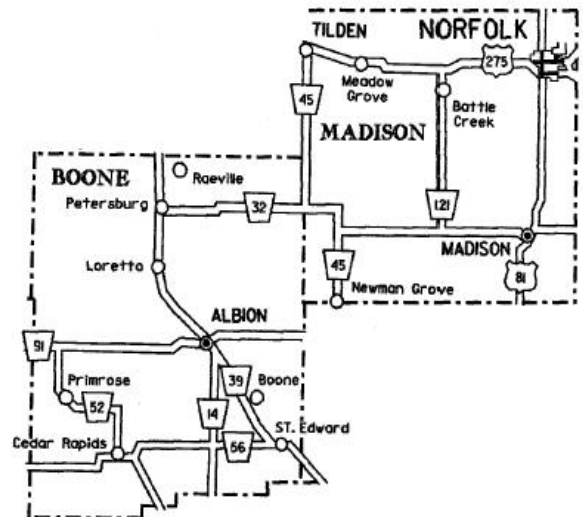 TILDEN
NORFOLK
275
Meadow
Grove
45
Battle
Creek
MADISON
BOONE
Raeville
Petersburg
32
121
MADISON
Loretto
45
81
Newman Grove
ALBION
91
39
Boone
Primrose
52
14
ST. Edward
Cedar Rapids
56